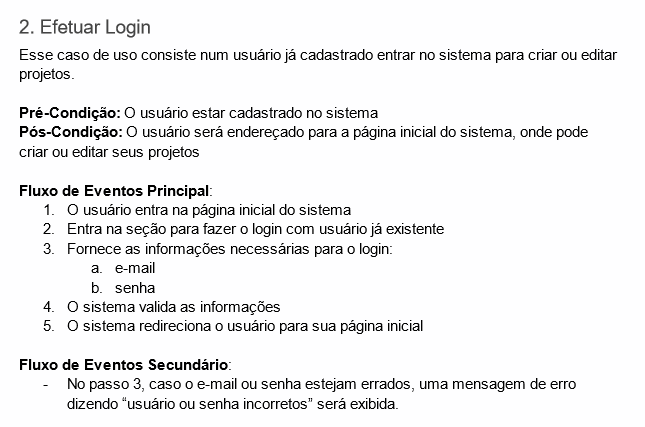 2. Efetuar Login
Esse caso de uso consiste num usuário já cadastrado entrar no sistema para criar ou editar
projetos.
Pré-Condição: O usuário estar cadastrado no sistema
Pós-Condição: O usuário será endereçado para a página inicial do sistema, onde pode
criar ou editar seus projetos
Fluxo de Eventos Principal:
1. O usuário entra na página inicial do sistema
2. Entra na seção para fazer o login com usuário já existente
3. Fornece as informações necessárias para o login:
a. e-mail
b. senha
4. O sistema valida as informações
5. O sistema redireciona o usuário para sua página inicial
Fluxo de Eventos Secundário:
- No passo 3, caso o e-mail ou senha estejam errados, uma mensagem de erro
dizendo “usuário ou senha incorretos” será exibida.